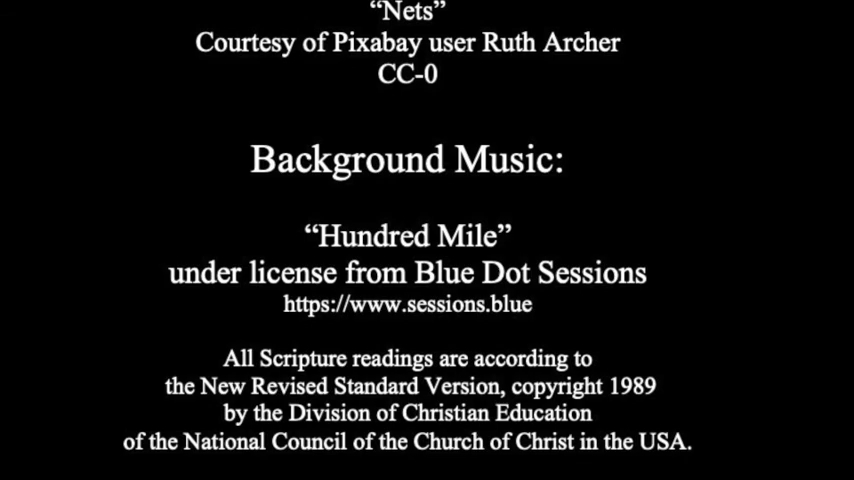 “Nets”
Courtesy of Pixabay user Ruth Archer
CC-0
Background Music:
“Hundred Mile”
under license from Blue Dot Sessions
https://www.sessions.blue
All Scripture readings are according to
the New Revised Standard Version, copyright 1989
by the Division of Christian Education
of the National Council of the Church of Christ in the USA.